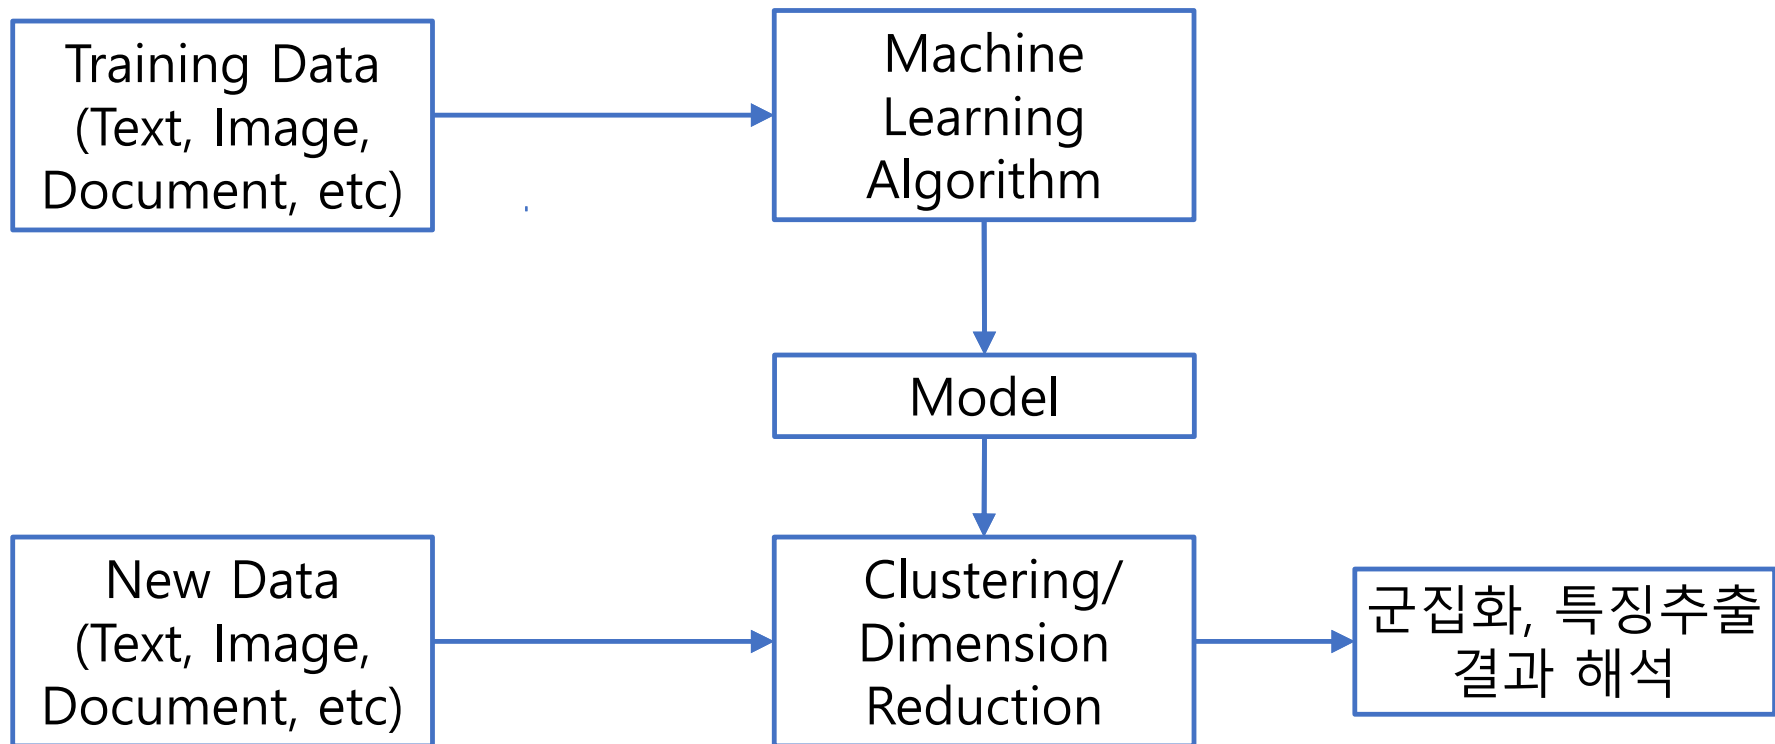 Training Data
(Text, Image,
Document, etc)
Machine
Learning
Algorithm
Model
New Data
(Text, Image,
Document, etc)
Clustering/
Dimension
Reduction
군집화, 특징추출
결과 해석